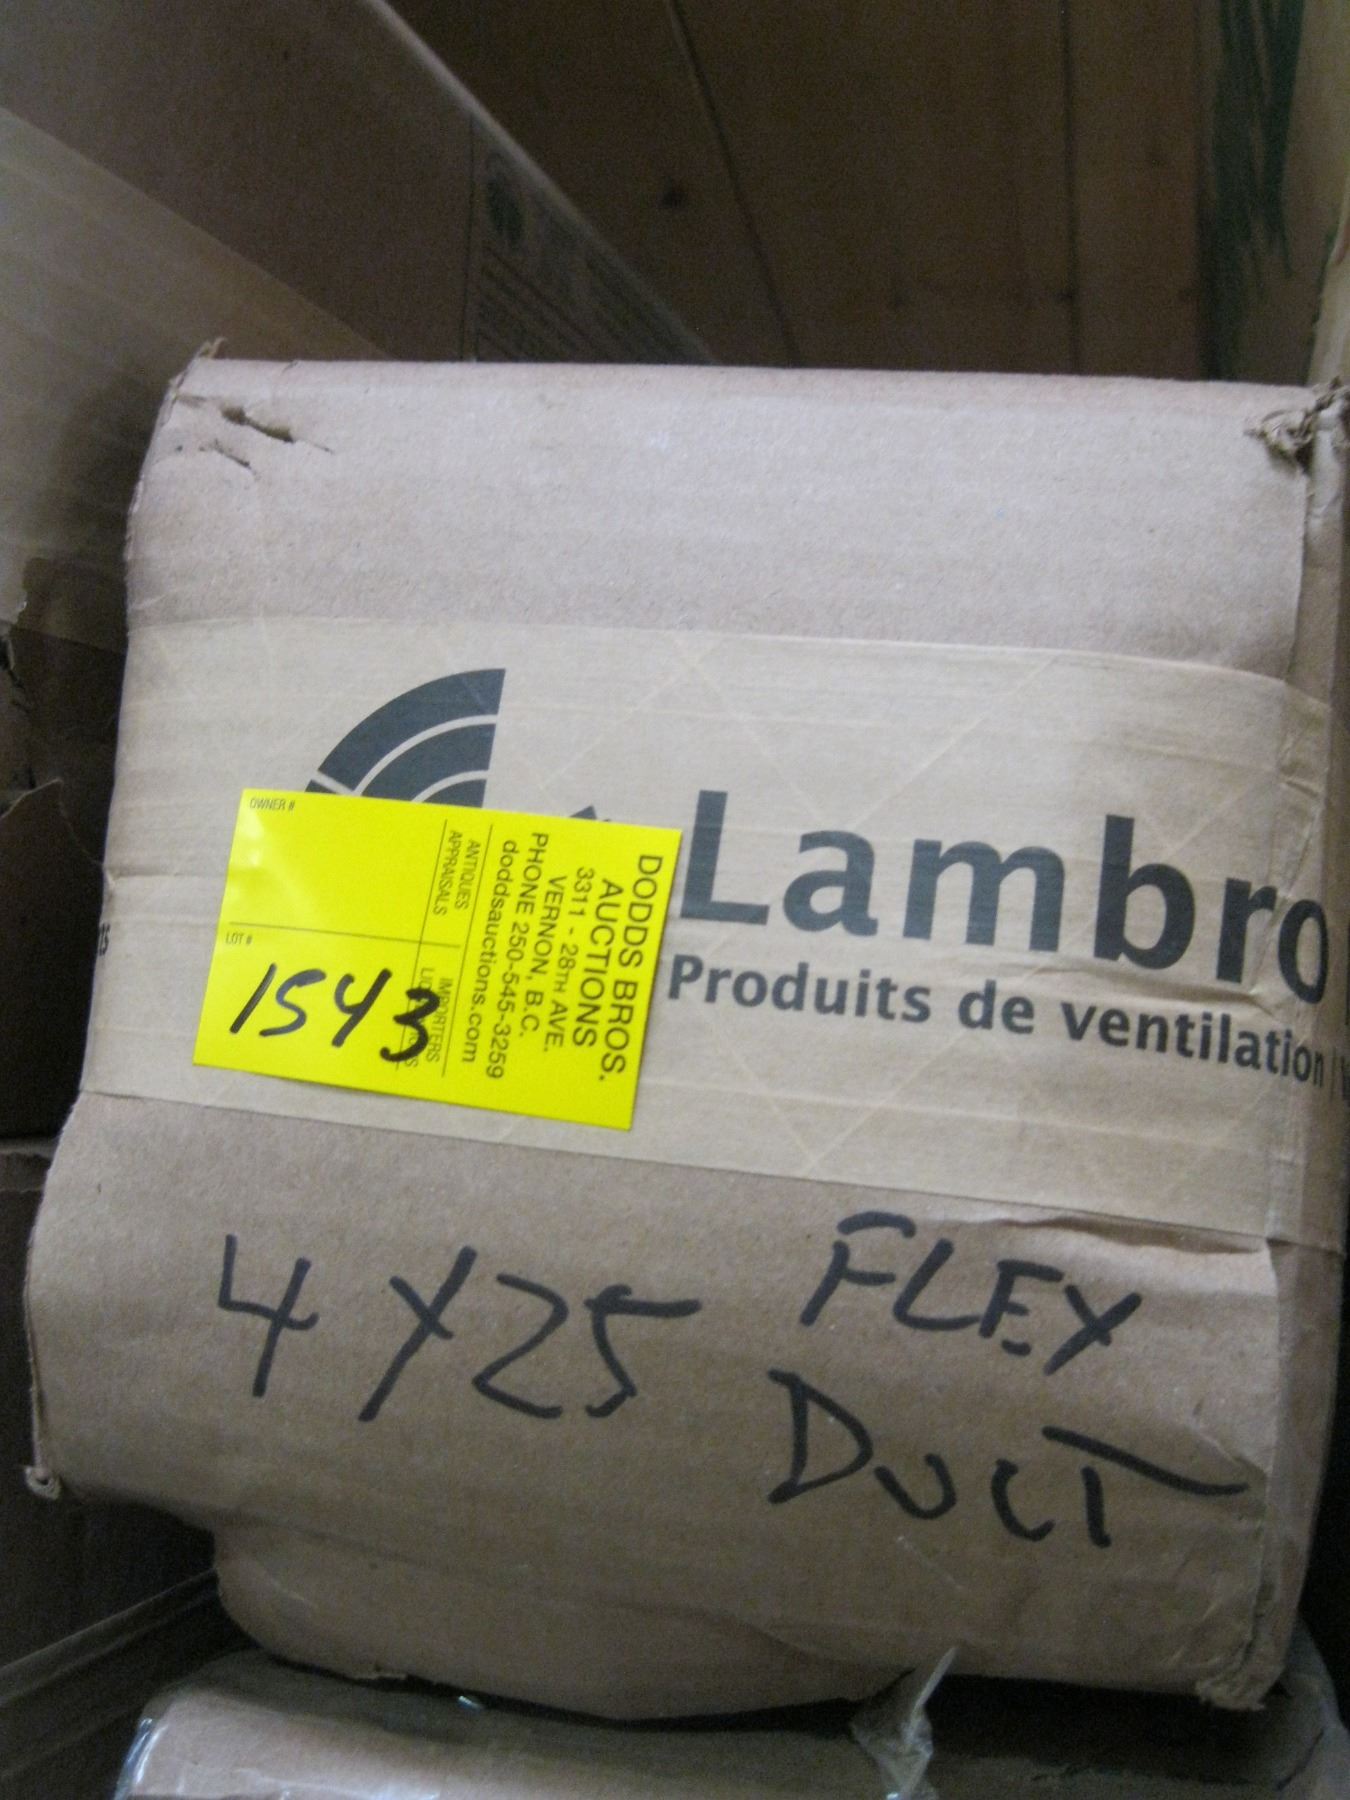 Lambro
Produits de ventilation
OWNER #
LOT #
1543
DODDS BROS.
AUCTIONS
3311 - 28TH AVE.
VERNON, B.C.
PHONE 250-545-3259
doddsauctions.com
ANTIQUES
APPRAISALS
IMPORTERS
4 X 25
FLEX
DUCT